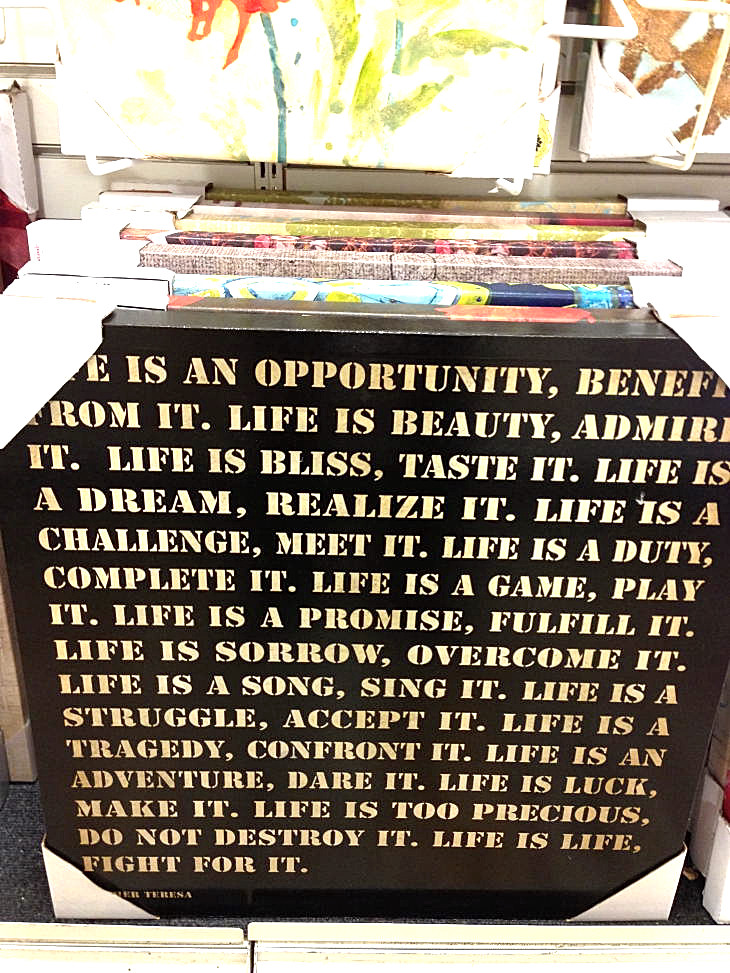 E IS AN OPPORTUNITY, BENEFI
FROM IT. LIFE IS BEAUTY, ADMIRE
IT. LIFE IS BLISS, TASTE IT. LIFE IS
A DREAM, REALIZE IT. LIFE IS A
CHALLENGE, MEET IT. LIFE IS A DUTY,
COMPLETE IT. LIFE IS A GAME, PLAY
IT. LIFE IS A PROMISE, FULFILL IT.
LIFE IS SORROW, OVERCOME IT.
LIFE IS A SONG, SING IT. LIFE IS A
STRUGGLE, ACCEPT IT. LIFE IS A
TRAGEDY, CONFRONT IT. LIFE IS AN
ADVENTURE, DARE IT. LIFE IS LUCK,
MAKE IT. LIFE IS TOO PRECIOUS,
DO NOT DESTROY IT. LIFE IS LIFE,
FIGHT FOR IT.
HER TERESA